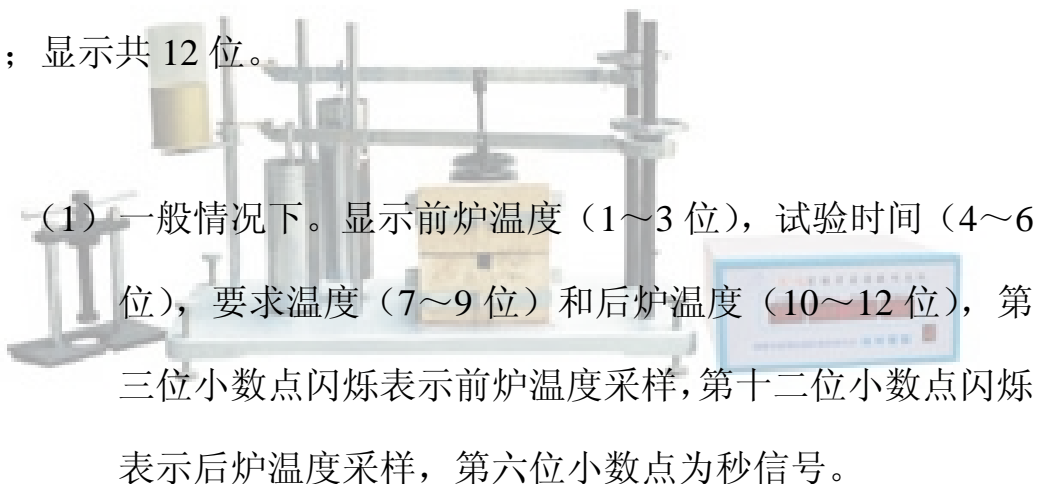 ；显示共 12 位。
（1） 一般情况下。显示前炉温度（1～3 位），试验时间（4～6
位），要求温度（7～9 位）和后炉温度（10～12 位），第
三位小数点闪烁表示前炉温度采样，第十二位小数点闪烁
表示后炉温度采样，第六位小数点为秒信号。